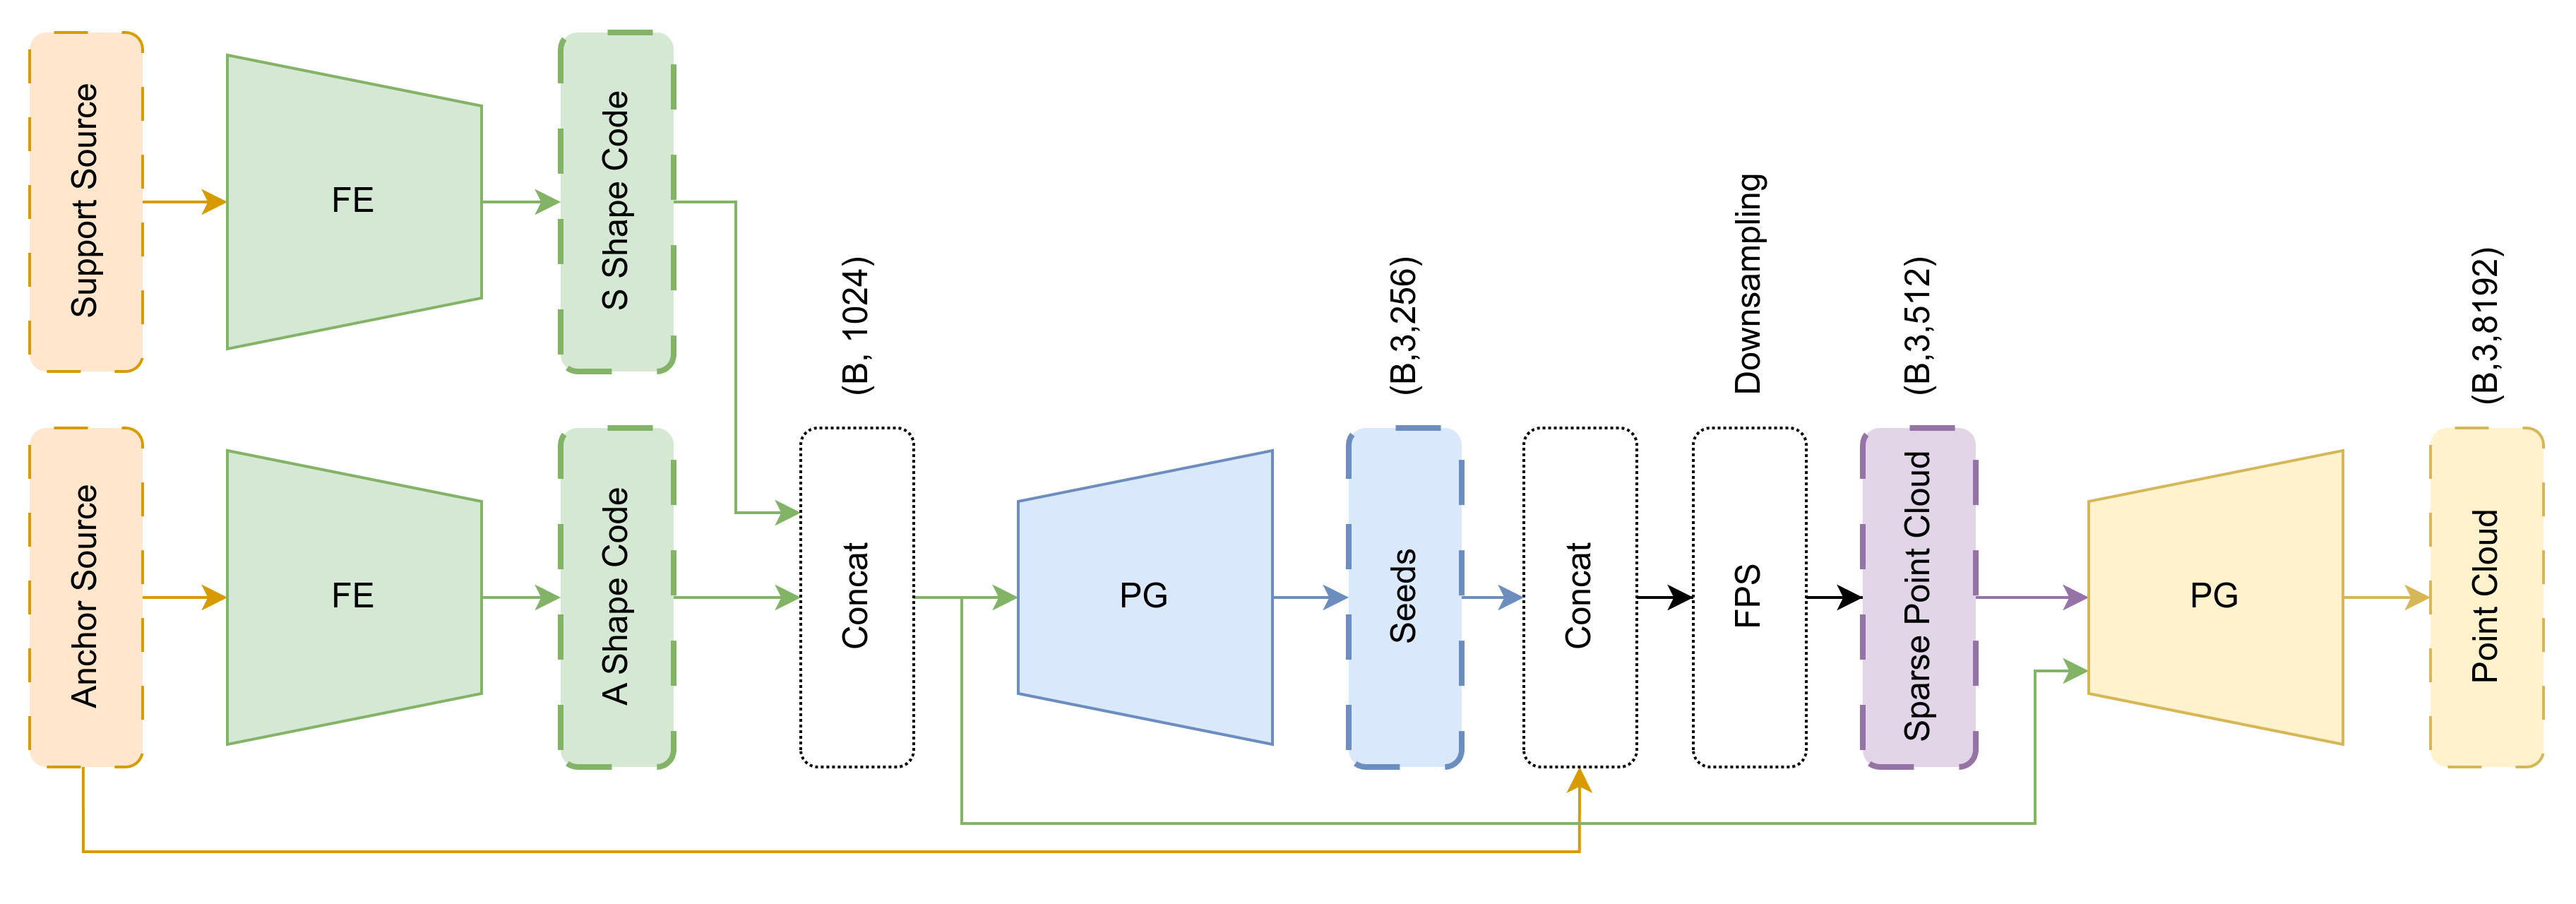 Support Source
FE
S Shape Code
Anchor Source
FE
A Shape Code
(B, 1024)
Concat
PG
(B,3,256)
Seeds
Concat
Downsampling
FPS
(B,3,512)
Sparse Point Cloud
PG
(B,3,8192)
Point Cloud